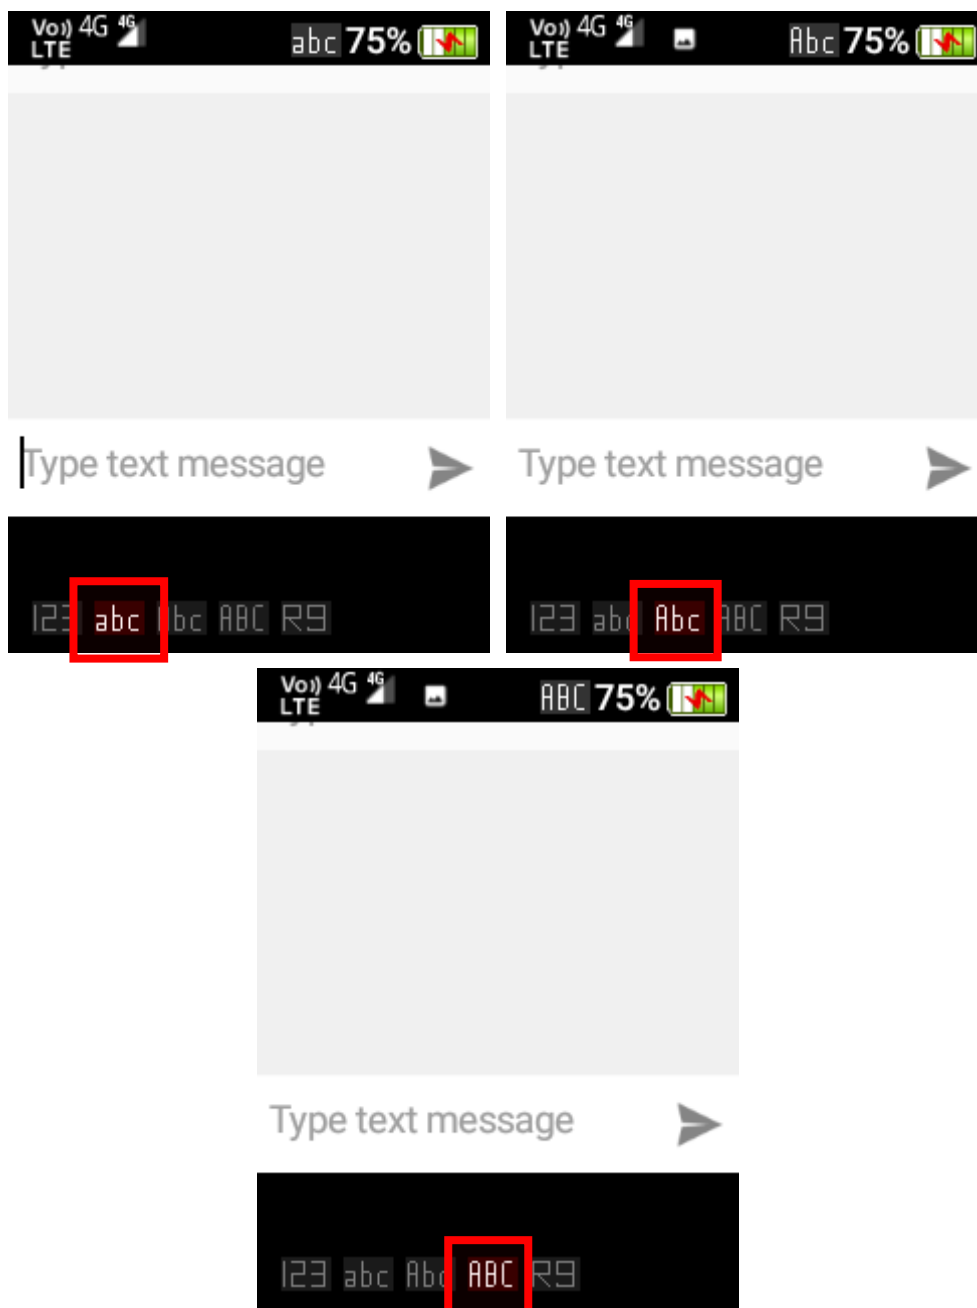 Vo)) 4G 4G abc 75%
LTE
Type text message
123 abc Abc ABC R9
Vo)) 4G 4G Abc 75%
LTE
Type text message
123 abc Abc ABC R9
Vo)) 4G 4G ABC 75%
LTE
Type text message
123 abc Abc ABC R9